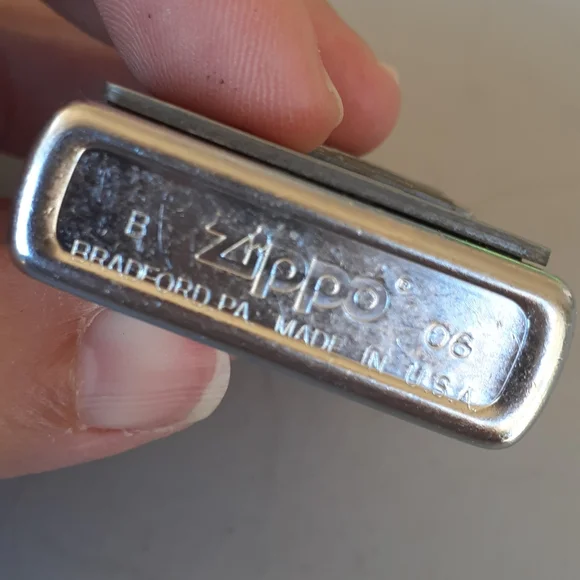 B Zippo® 06
BRADFORD, PA. MADE IN U.S.A.